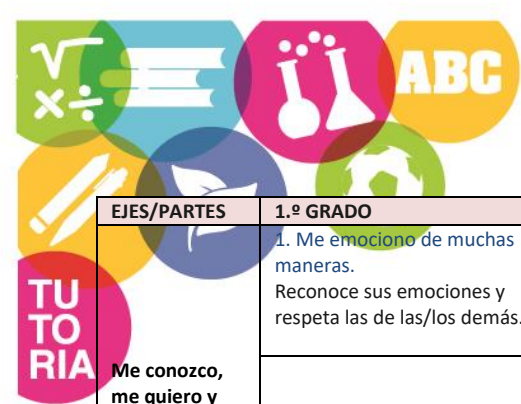 √
×÷
ABC
EJES/PARTES
1.º GRADO
1. Me emociono de muchas
maneras.
Reconoce sus emociones y
respeta las de las/los demás.
TU
TO
RIA
Me conozco,
me quiero y